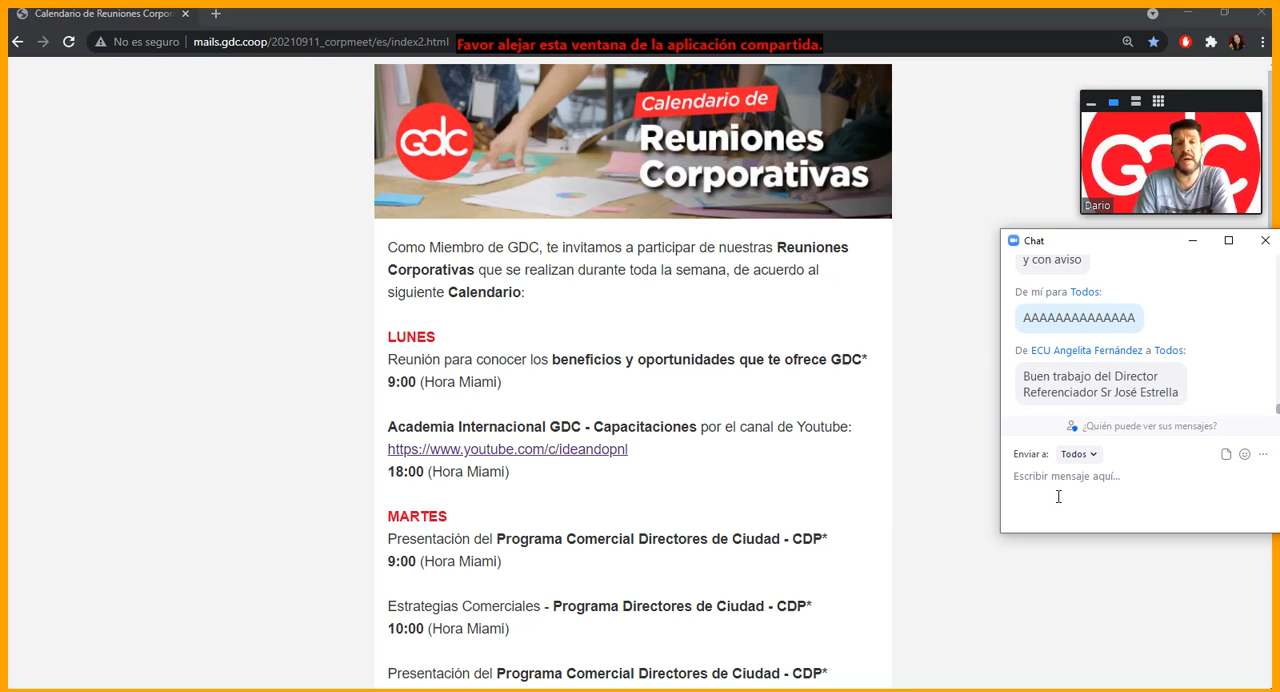 Calendario de Reuniones Corpor
No es seguro
mails.gdc.coop/20210911_corpmeet/es/index2.html
Favor alejar esta ventana de la aplicación compartida.
gdc
Calendario de
Reuniones
Corporativas
Como Miembro de GDC, te invitamos a participar de nuestras Reuniones
Corporativas que se realizan durante toda la semana, de acuerdo al
siguiente Calendario:
LUNES
Reunión para conocer los beneficios y oportunidades que te ofrece GDC*
9:00 (Hora Miami)
Academia Internacional GDC - Capacitaciones por el canal de Youtube:
https://www.youtube.com/c/ideandopnl
18:00 (Hora Miami)
MARTES
Presentación del Programa Comercial Directores de Ciudad - CDP*
9:00 (Hora Miami)
Estrategias Comerciales - Programa Directores de Ciudad - CDP*
10:00 (Hora Miami)
Presentación del Programa Comercial Directores de Ciudad - CDP*
Dario
Chat
y con aviso
De mí para Todos:
AAAAAAAAAAAAAA
De ECU Angelita Fernández a Todos:
Buen trabajo del Director
Referenciador Sr José Estrella
¿Quién puede ver sus mensajes?
Enviar a: Todos
Escribir mensaje aquí...